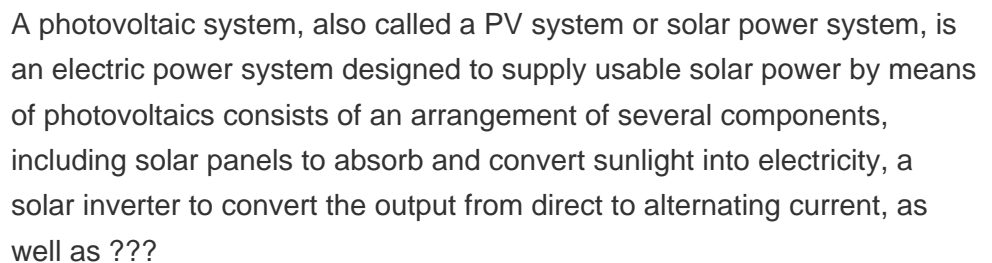 A photovoltaic system, also called a PV system or solar power system, is
an electric power system designed to supply usable solar power by means
of photovoltaics consists of an arrangement of several components,
including solar panels to absorb and convert sunlight into electricity, a
solar inverter to convert the output from direct to alternating current, as
well as ???